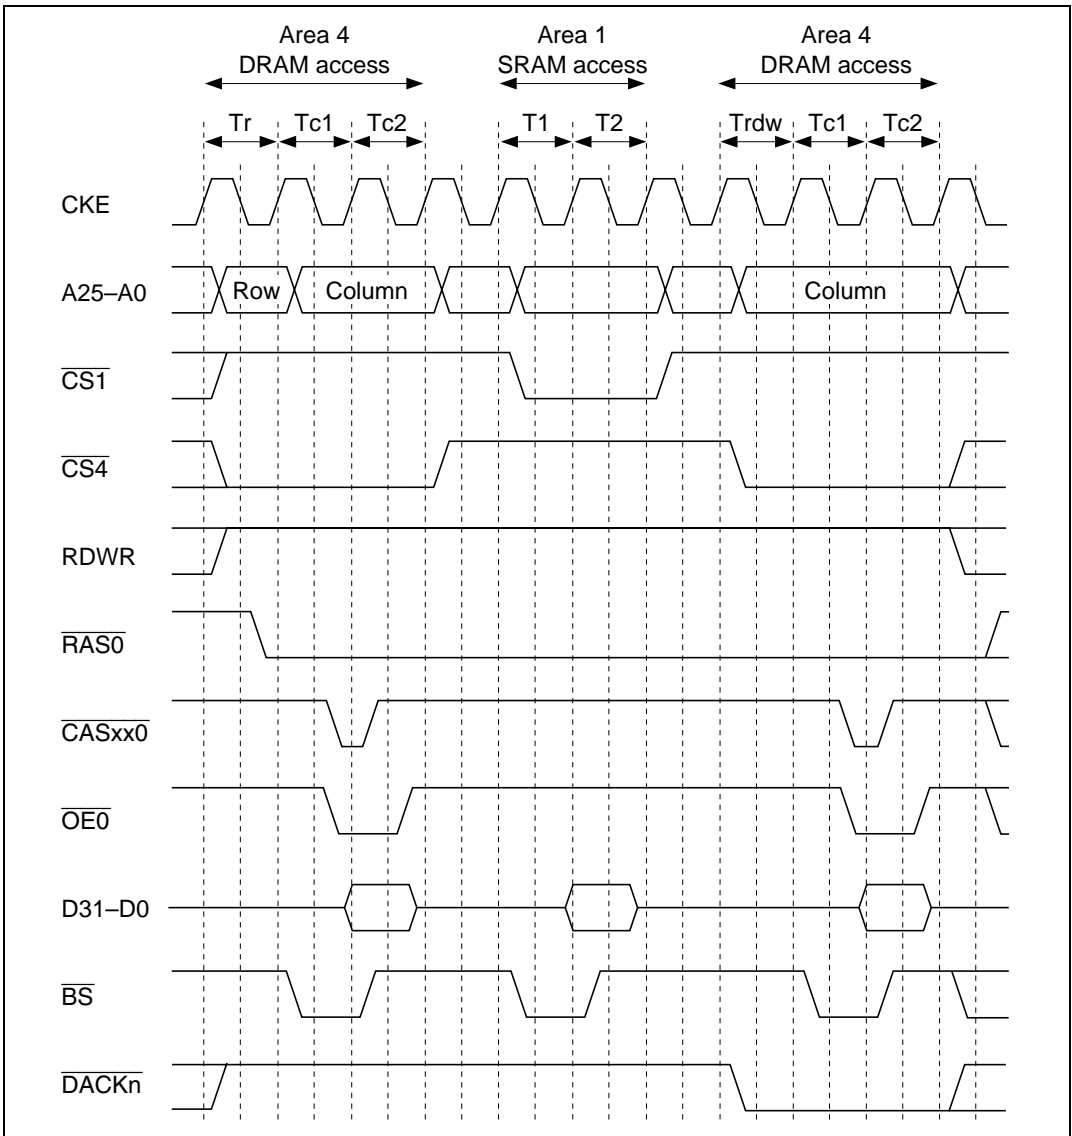 Area 4
DRAM access
Area 1
SRAM access
Area 4
DRAM access
Tr Tc1 Tc2 T1 T2 Trdw Tc1 Tc2
CKE
A25–A0 Row Column Column
CS1
CS4
RDWR
RAS0
CASxx0
OE0
D31–D0
BS
DACKn